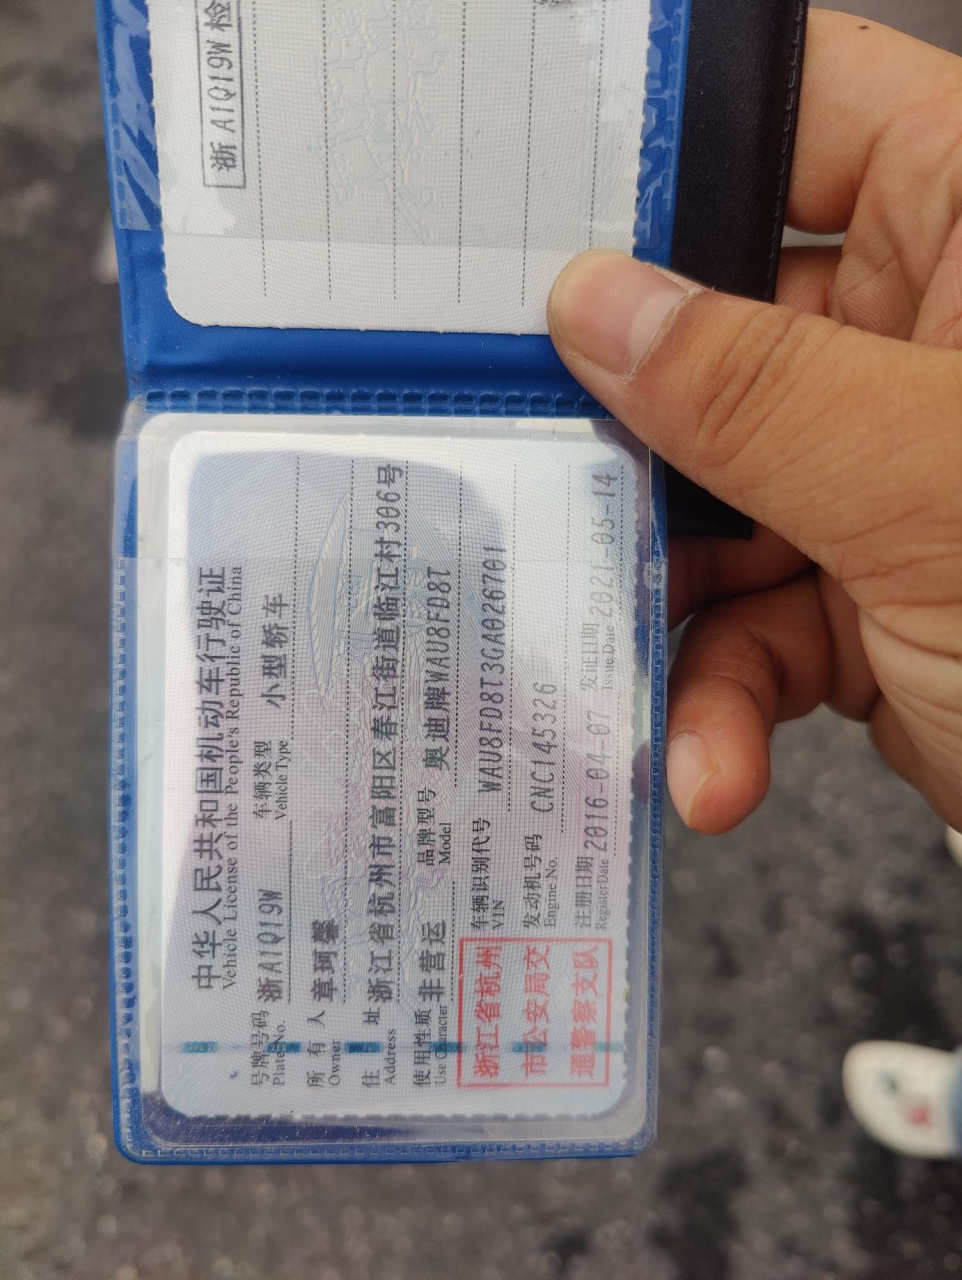 浙A1Q19W 检
中华人民共和国机动车行驶证
Vehicle License of the People's Republic of China
号牌号码 浙A1Q19W 车辆类型 小型轿车
Plate No. Vehicle Type
所有人 章珂馨
Owner
住址 浙江省杭州市富阳区春江街道临江村306号
Address
使用性质 非营运 品牌型号 奥迪牌WAU8FD8T
Use Character Model
浙江省杭州
市公安局交
通警察支队
车辆识别代号 WAU8FD8T3GA026701
VIN
发动机号码 CNC145326
Engine No.
注册日期 2016-04-07 发证日期 2021-05-14
Register Date Issue Date